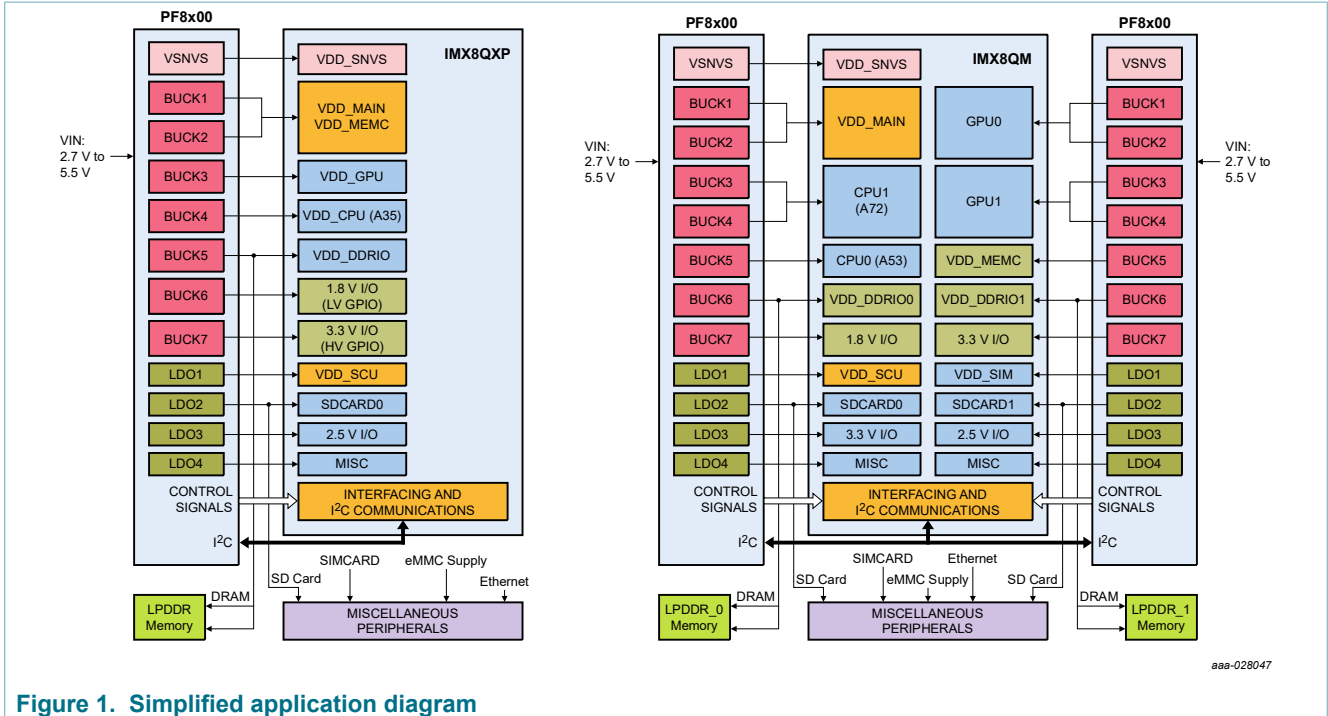 PF8x00
IMX8QXP
VSNVS
VDD_SNVS
BUCK1
BUCK2
VDD_MAIN
VDD_MEMC
VIN:
2.7 V to
5.5 V
BUCK3
VDD_GPU
BUCK4
VDD_CPU (A35)
BUCK5
VDD_DDRIO
BUCK6
1.8 V I/O
(LV GPIO)
BUCK7
3.3 V I/O
(HV GPIO)
LDO1
VDD_SCU
LDO2
SDCARD0
LDO3
2.5 V I/O
LDO4
MISC
CONTROL
SIGNALS
INTERFACING AND
I²C COMMUNICATIONS
I²C
SIMCARD
eMMC Supply
SD Card
Ethernet
DRAM
LPDDR
Memory
MISCELLANEOUS
PERIPHERALS
PF8x00
PF8x00
IMX8QM
VSNVS
VDD_SNVS
VSNVS
BUCK1
BUCK2
VDD_MAIN
GPU0
BUCK1
BUCK2
VIN:
2.7 V to
5.5 V
VIN:
2.7 V to
5.5 V
BUCK3
BUCK4
CPU1
(A72)
GPU1
BUCK3
BUCK4
BUCK5
CPU0 (A53)
VDD_MEMC
BUCK5
BUCK6
VDD_DDRIO0
VDD_DDRIO1
BUCK6
BUCK7
1.8 V I/O
3.3 V I/O
BUCK7
LDO1
VDD_SCU
VDD_SIM
LDO1
LDO2
SDCARD0
SDCARD1
LDO2
LDO3
3.3 V I/O
2.5 V I/O
LDO3
LDO4
MISC
MISC
LDO4
CONTROL
SIGNALS
INTERFACING AND
I²C COMMUNICATIONS
CONTROL
SIGNALS
I²C
I²C
SIMCARD
Ethernet
SD Card
eMMC Supply
SD Card
DRAM
DRAM
LPDDR_0
Memory
MISCELLANEOUS
PERIPHERALS
LPDDR_1
Memory
aaa-028047
Figure 1. Simplified application diagram